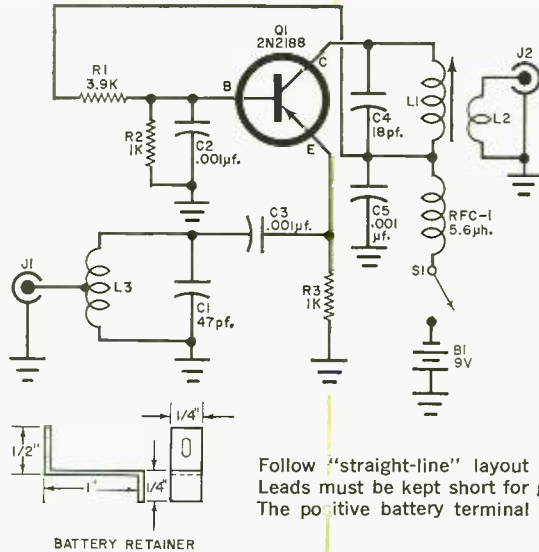 Q1
2N2188
J2
R1
3.9K
B
C
E
R2
1K
C2
.001µf.
C4
18pf.
L1
L2
C3
.001µf.
C5
.001
µf.
RFC-1
5.6µh.
S1
J1
L3
C1
47pf.
R3
1K
B1
9V
1/4"
1/2"
1"
1/4"
BATTERY RETAINER
Follow "straight-line" layout
Leads must be kept short for
The positive battery terminal